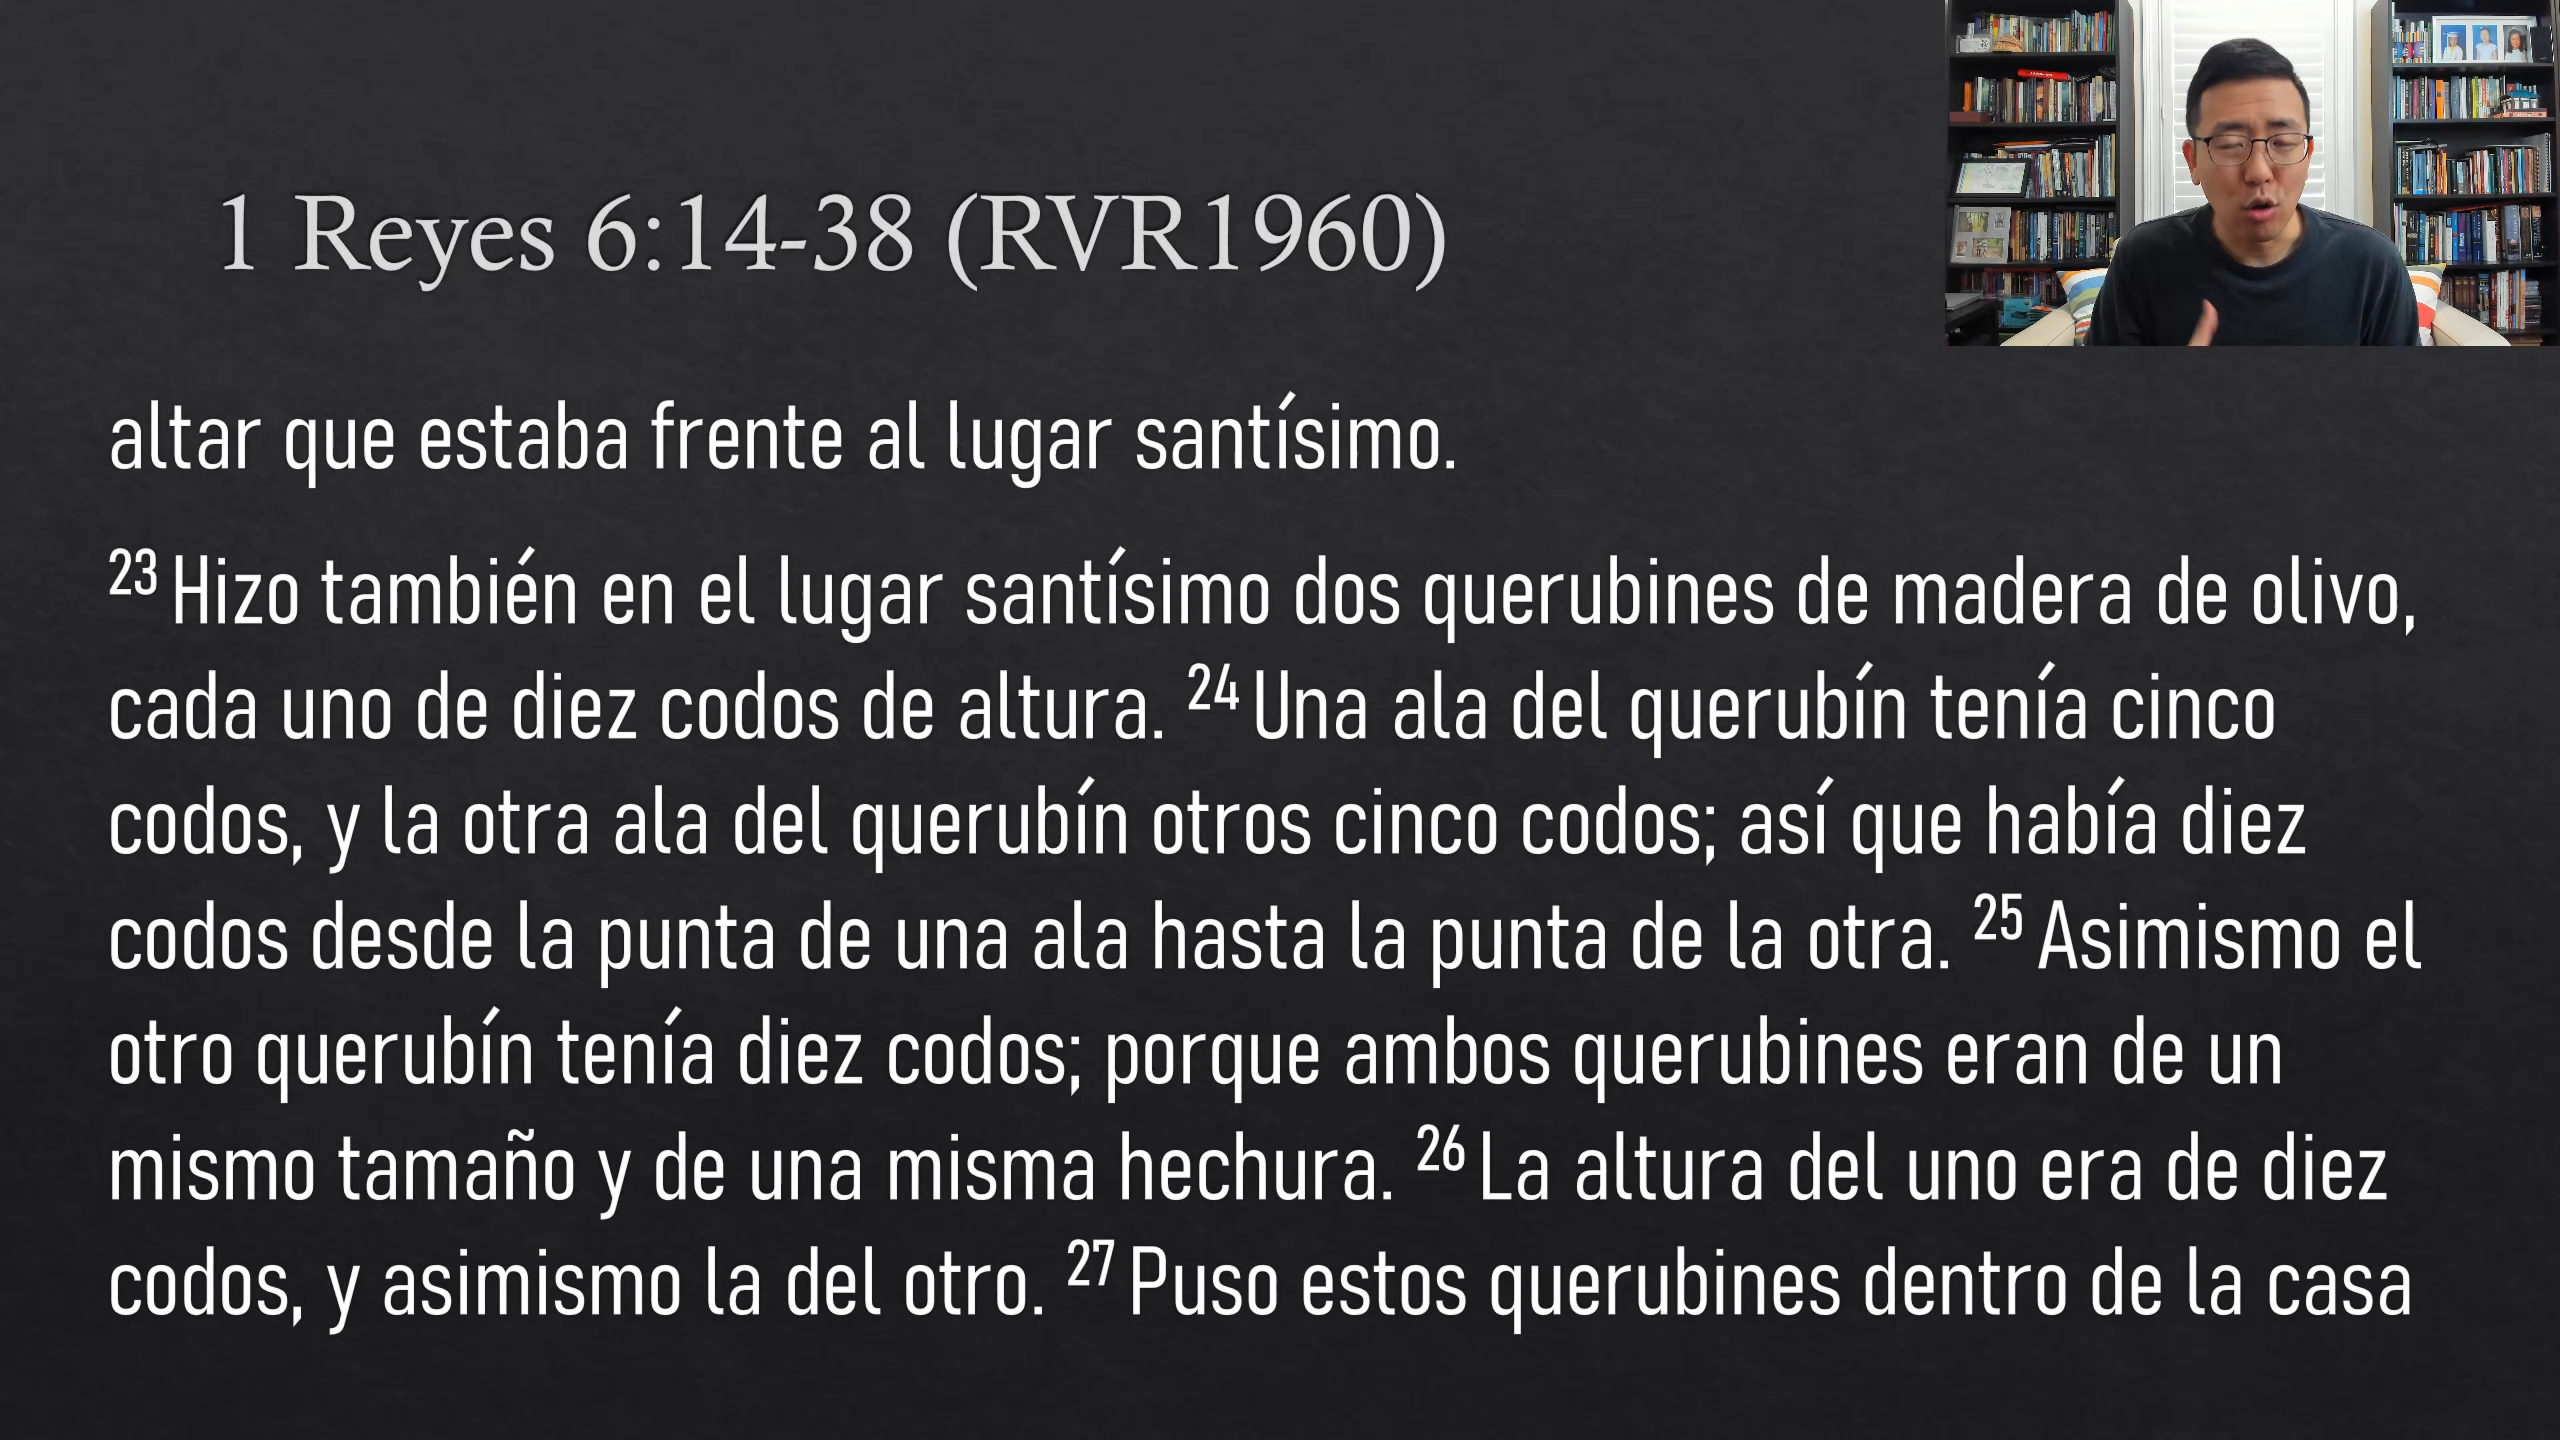 1 Reyes 6:14-38 (RVR1960)
altar que estaba frente al lugar santísimo.
23 Hizo también en el lugar santísimo dos querubines de madera de olivo,
cada uno de diez codos de altura. 24 Una ala del querubín tenía cinco
codos, y la otra ala del querubín otros cinco codos; así que había diez
codos desde la punta de una ala hasta la punta de la otra. 25 Asimismo el
otro querubín tenía diez codos; porque ambos querubines eran de un
mismo tamaño y de una misma hechura. 26 La altura del uno era de diez
codos, y asimismo la del otro. 27 Puso estos querubines dentro de la casa